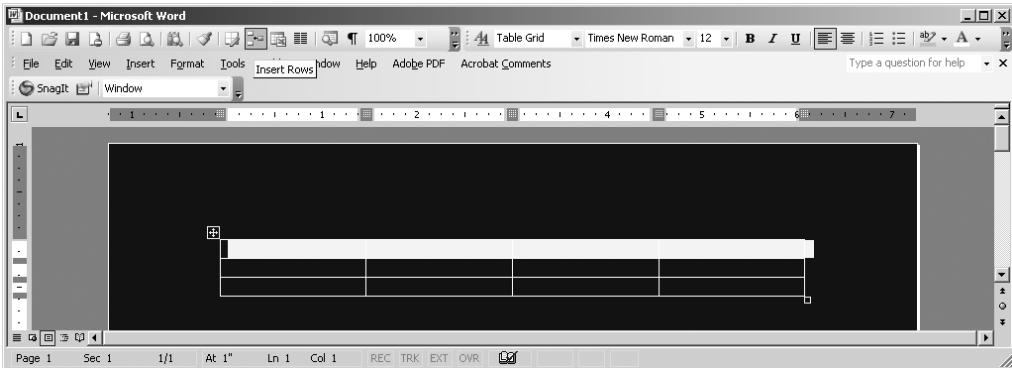 Document1 - Microsoft Word
100% Table Grid Times New Roman 12 B I U
File Edit View Insert Format Tools ndow Help Adobe PDF Acrobat Comments Type a question for help
Insert Rows
SnagIt Window
L 1 1 2 4 5 6 7
1
Page 1 Sec 1 1/1 At 1" Ln 1 Col 1 REC TRK EXT OVR